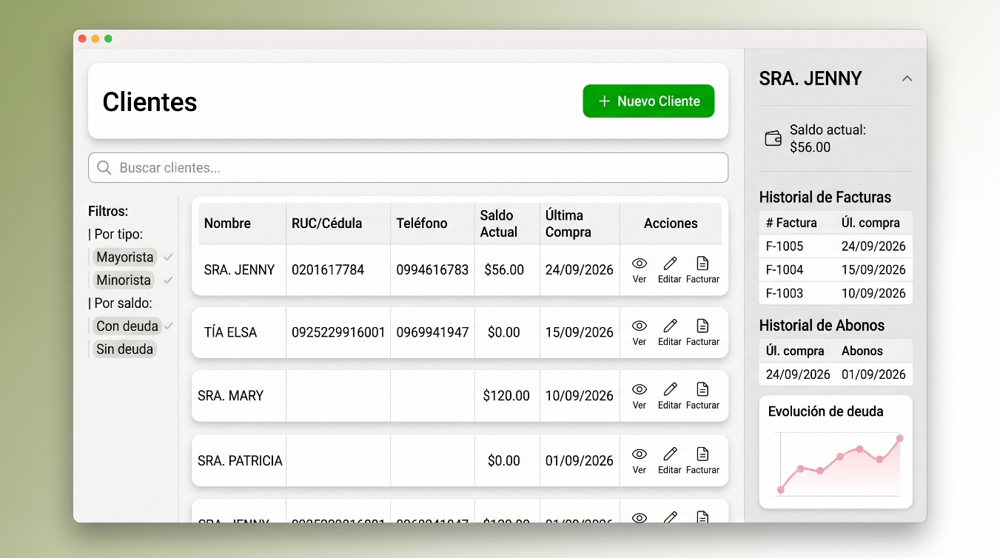 Clientes
+ Nuevo Cliente
Buscar clientes...
Filtros:
| Por tipo:
Mayorista
Minorista
| Por saldo:
Con deuda
Sin deuda
Nombre RUC/Cédula Teléfono Saldo Actual Última Compra Acciones
SRA. JENNY 0201617784 0994616783 $56.00 24/09/2026 Ver Editar Facturar
TÍA ELSA 0925229916001 0969941947 $0.00 15/09/2026 Ver Editar Facturar
SRA. MARY $120.00 10/09/2026 Ver Editar Facturar
SRA. PATRICIA $0.00 01/09/2026 Ver Editar Facturar
SRA. JENNY
Saldo actual:
$56.00
Historial de Facturas
# Factura Úl. compra
F-1005 24/09/2026
F-1004 15/09/2026
F-1003 10/09/2026
Historial de Abonos
Úl. compra Abonos
24/09/2026 01/09/2026
Evolución de deuda